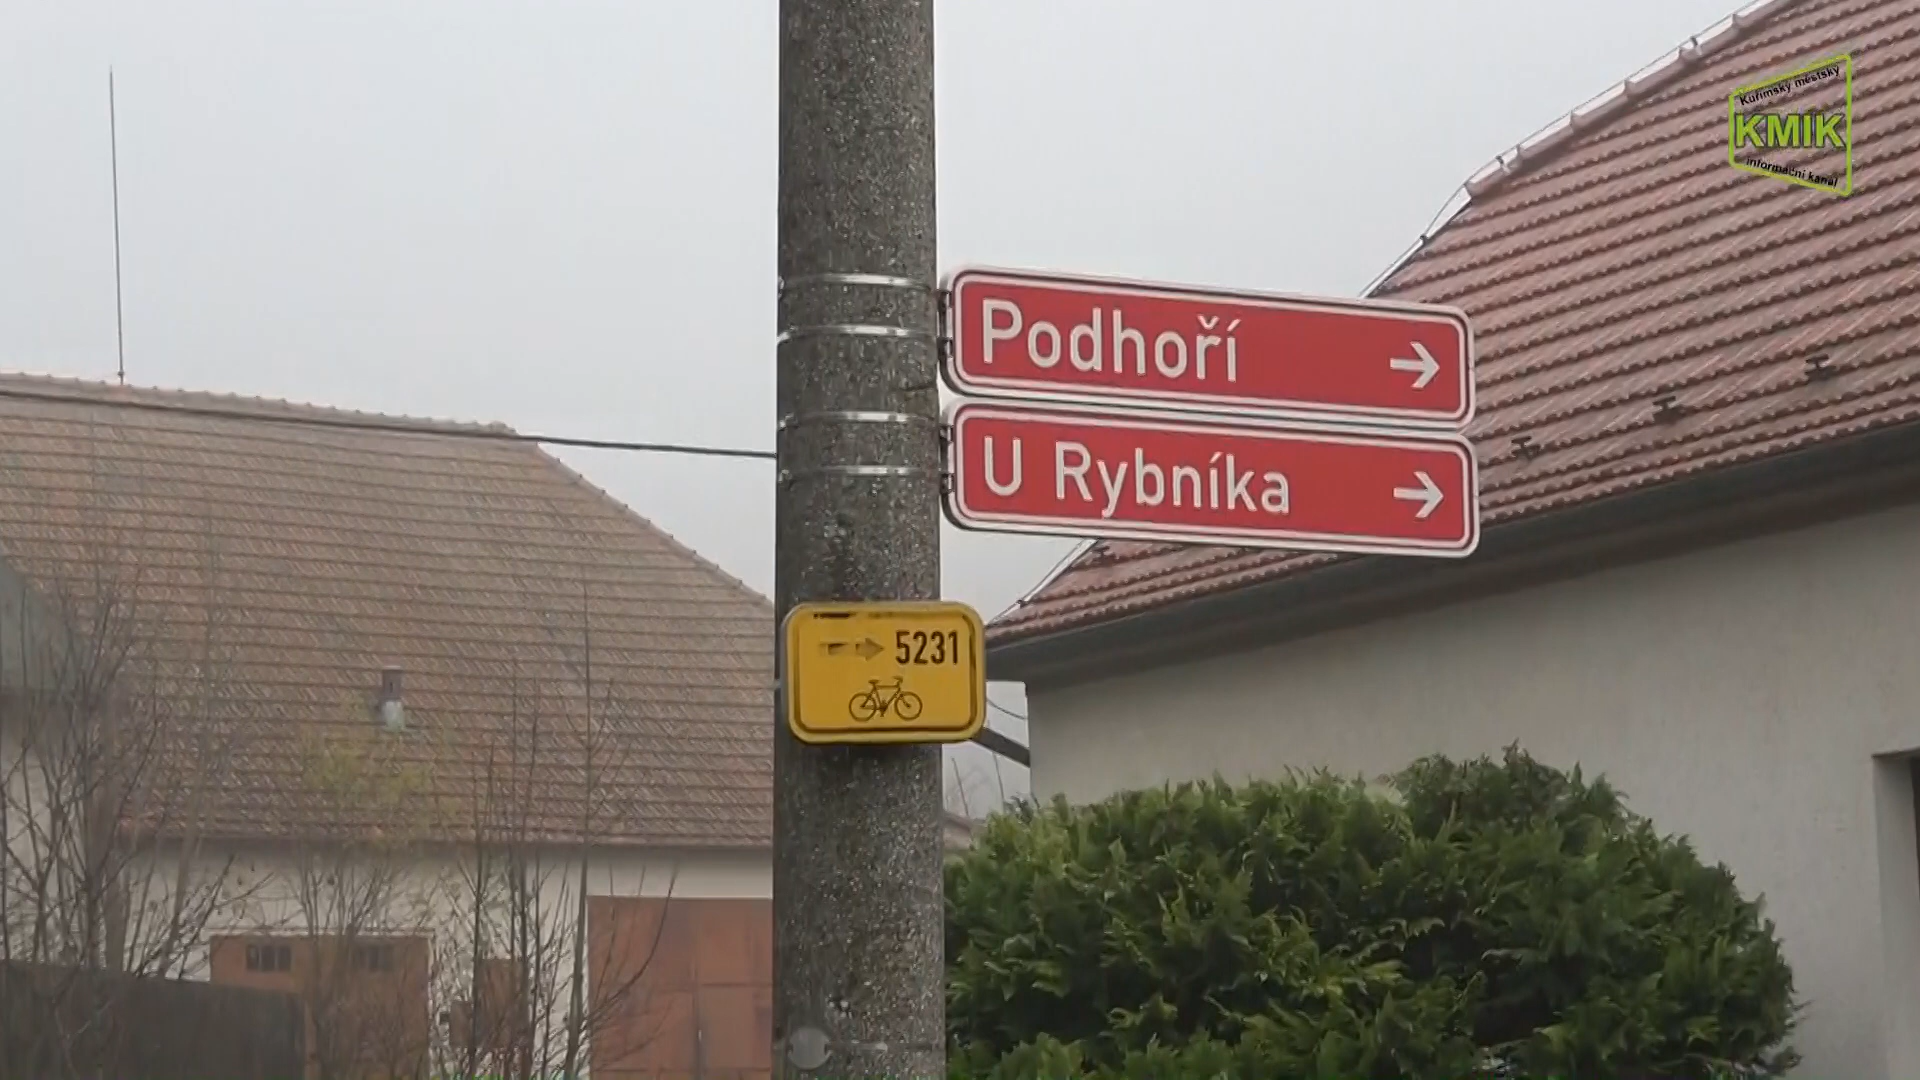 Kuřimský městský
KMIK
informační kanál
Podhoří
U Rybníka
5231